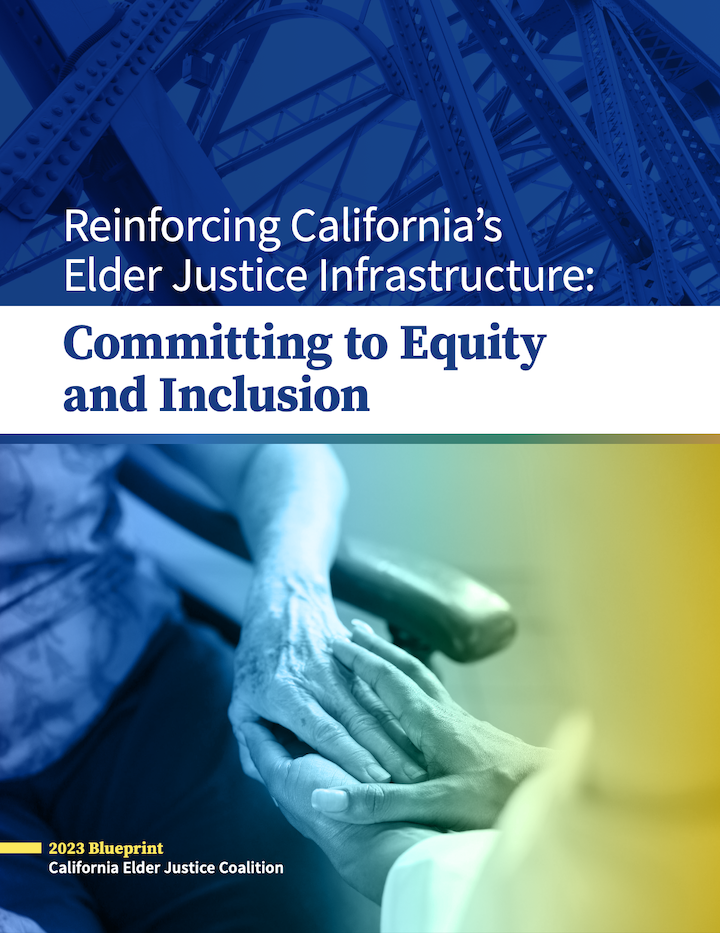 Reinforcing California’s
Elder Justice Infrastructure:
Committing to Equity
and Inclusion
2023 Blueprint
California Elder Justice Coalition